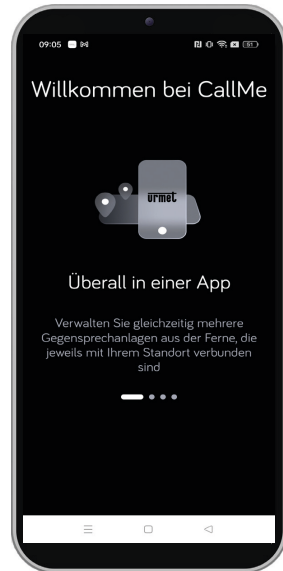 09:05
Willkommen bei CallMe
urmet
Überall in einer App
Verwalten Sie gleichzeitig mehrere
Gegensprechanlagen aus der Ferne, die
jeweils mit Ihrem Standort verbunden
sind